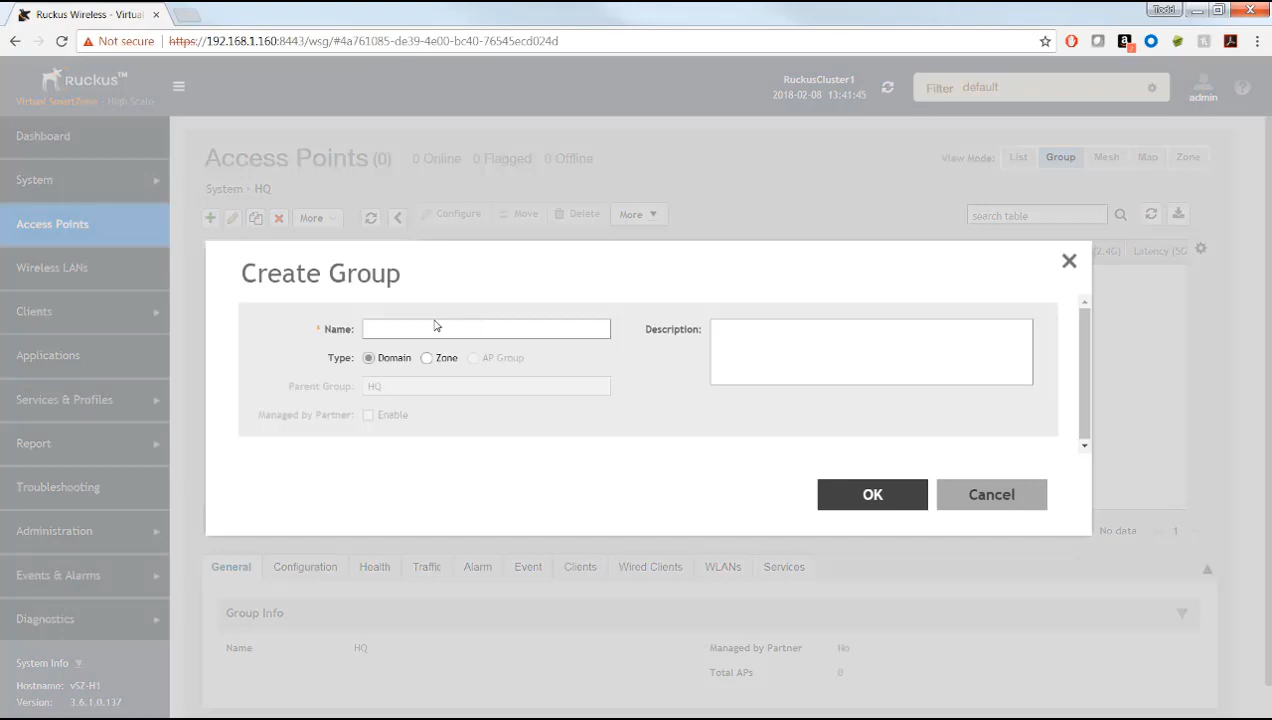 Ruckus Wireless - Virtual
Todd
Not secure https://192.168.1.160:8443/wsg/#4a761085-de39-4e00-bc40-76545ecd024d
Ruckus™
Virtual SmartZone - High Scale
RuckusCluster1
2018-02-08 13:41:45
Filter default
admin
Dashboard
System
Access Points
Wireless LANs
Clients
Applications
Services & Profiles
Report
Troubleshooting
Administration
Events & Alarms
Diagnostics
System Info
Hostname: vSZ-H1
Version: 3.6.1.0.137
Access Points (0) 0 Online 0 Flagged 0 Offline
View Mode: List Group Mesh Map Zone
System - HQ
More Configure Move Delete More search table
(2.4G) Latency (5G
Create Group
* Name:
Description:
Type: Domain Zone AP Group
Parent Group: HQ
Managed by Partner: Enable
OK Cancel
No data 1
General Configuration Health Traffic Alarm Event Clients Wired Clients WLANs Services
Group Info
Name HQ Managed by Partner No
Total APs 0